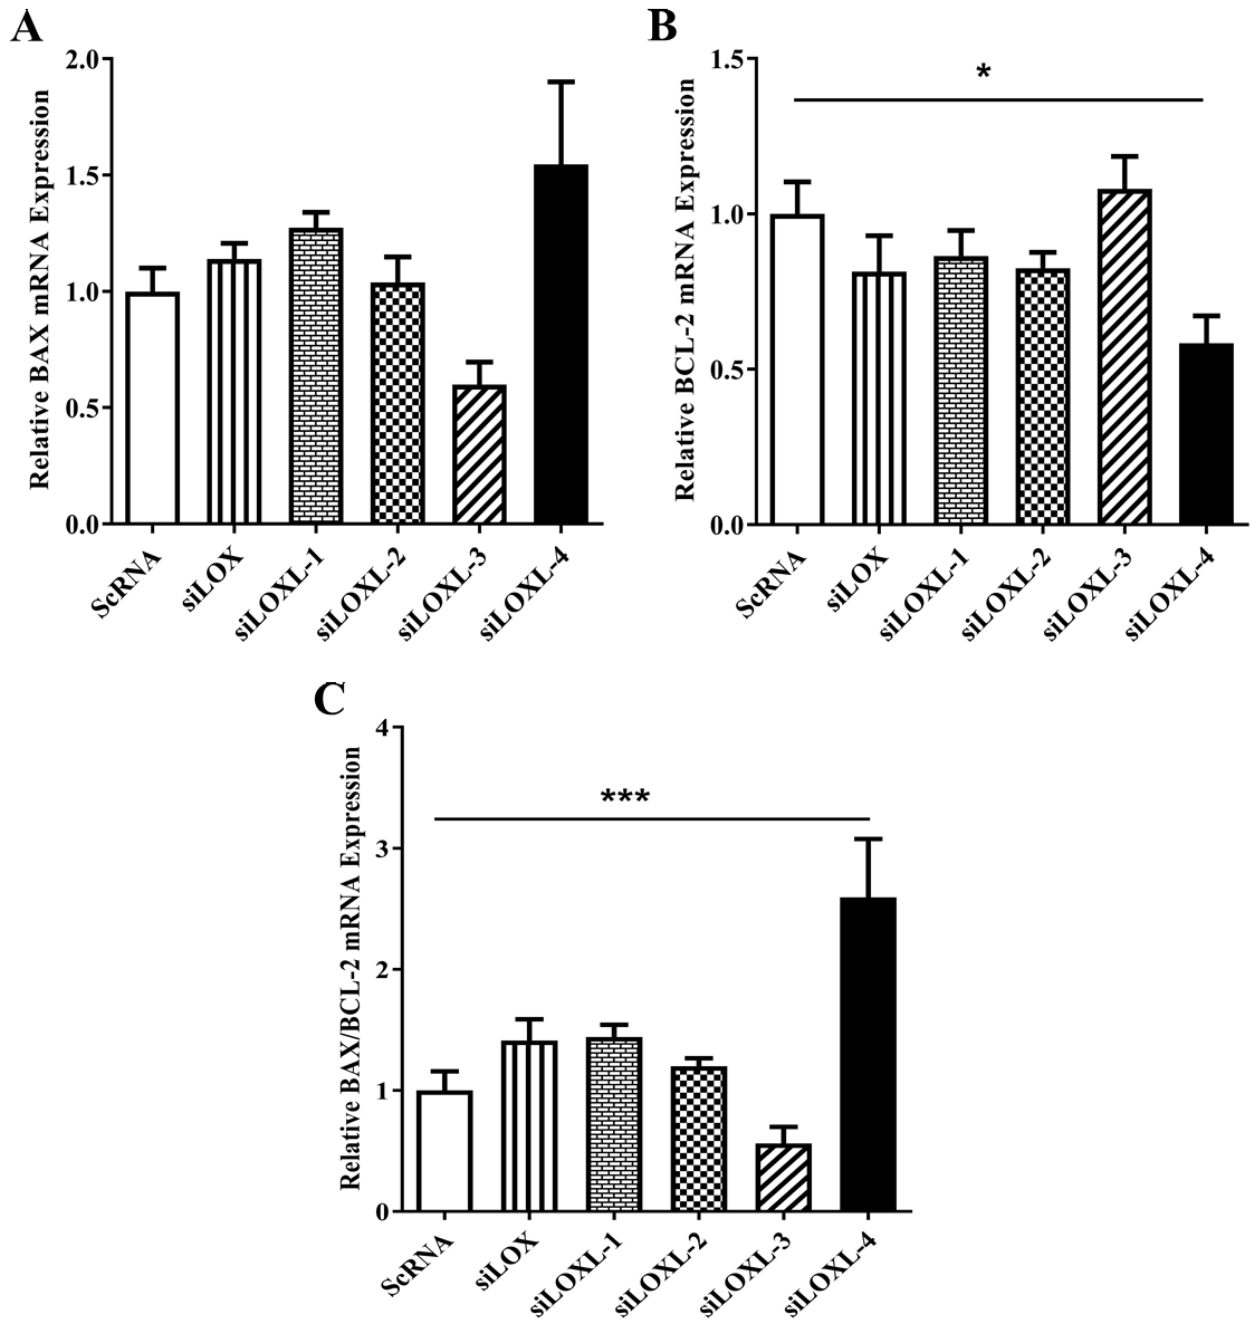 A
Relative BAX mRNA Expression
2.0
1.5
1.0
0.5
0.0
ScRNA
siLOX
siLOXL-1
siLOXL-2
siLOXL-3
siLOXL-4
B
Relative BCL-2 mRNA Expression
1.5
1.0
0.5
0.0
*
ScRNA
siLOX
siLOXL-1
siLOXL-2
siLOXL-3
siLOXL-4
C
Relative BAX/BCL-2 mRNA Expression
4
3
2
1
0
***
ScRNA
siLOX
siLOXL-1
siLOXL-2
siLOXL-3
siLOXL-4